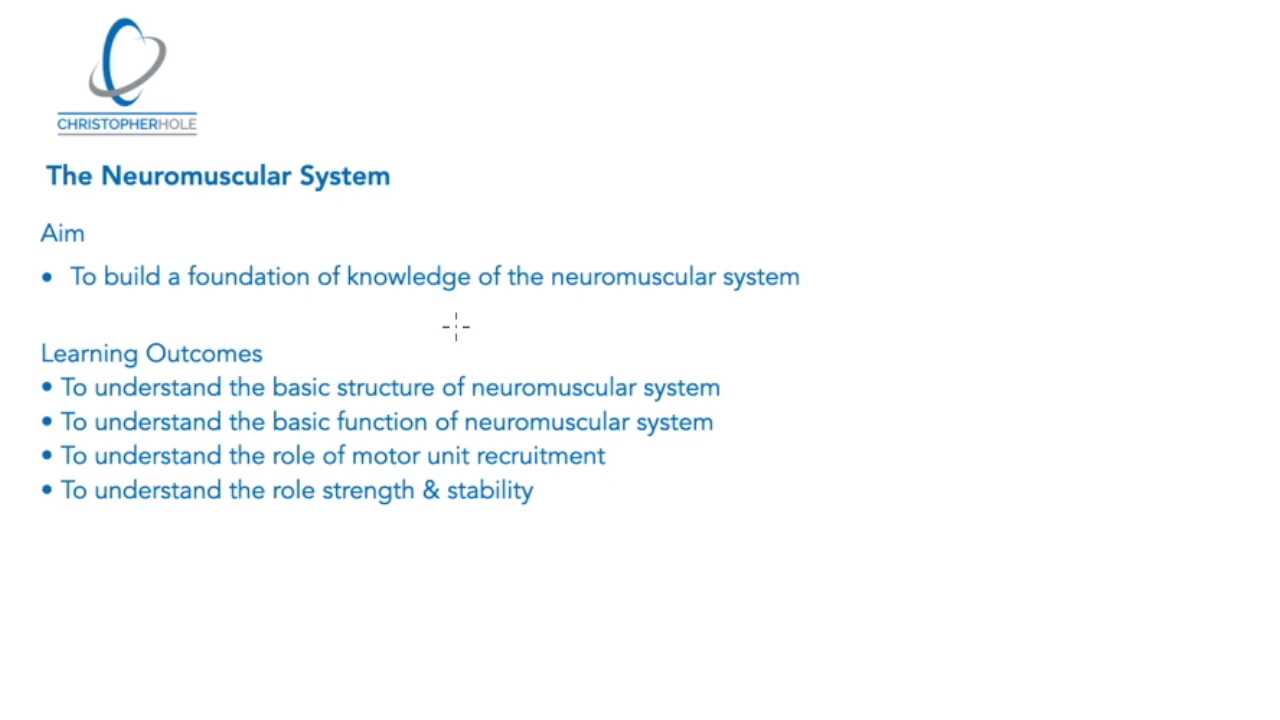 CHRISTOPHERHOLE
The Neuromuscular System
Aim
• To build a foundation of knowledge of the neuromuscular system
Learning Outcomes
• To understand the basic structure of neuromuscular system
• To understand the basic function of neuromuscular system
• To understand the role of motor unit recruitment
• To understand the role strength & stability